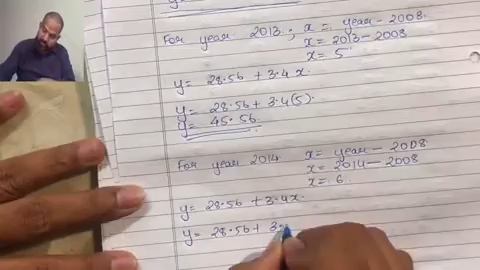 For year 2013; x = year - 2008.
x = 2013 - 2008
x = 5
y = 28.56 + 3.4 x.
y = 28.56 + 3.4(5).
y = 45.56.
For year 2014 x = year - 2008.
x = 2014 - 2008
x = 6.
y = 28.56 + 3.4x.
y = 28.56 + 3.